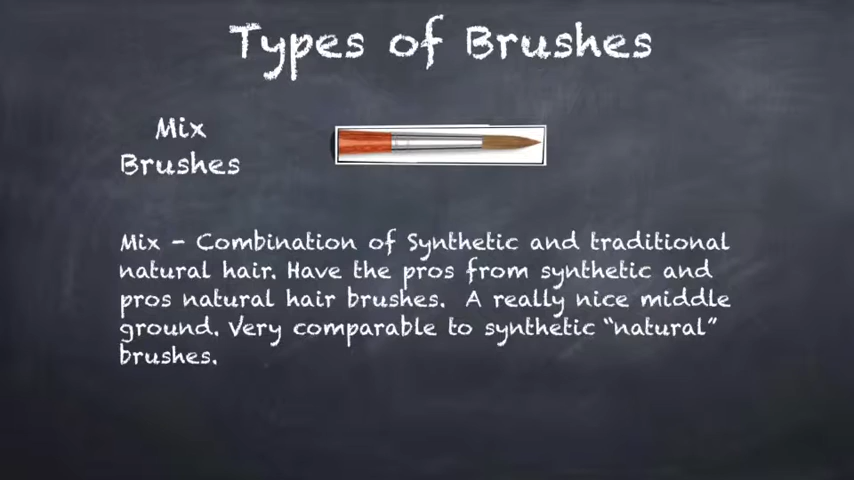 Types of Brushes
Mix
Brushes
Mix - Combination of Synthetic and traditional
natural hair. Have the pros from synthetic and
pros natural hair brushes. A really nice middle
ground. Very comparable to synthetic “natural”
brushes.